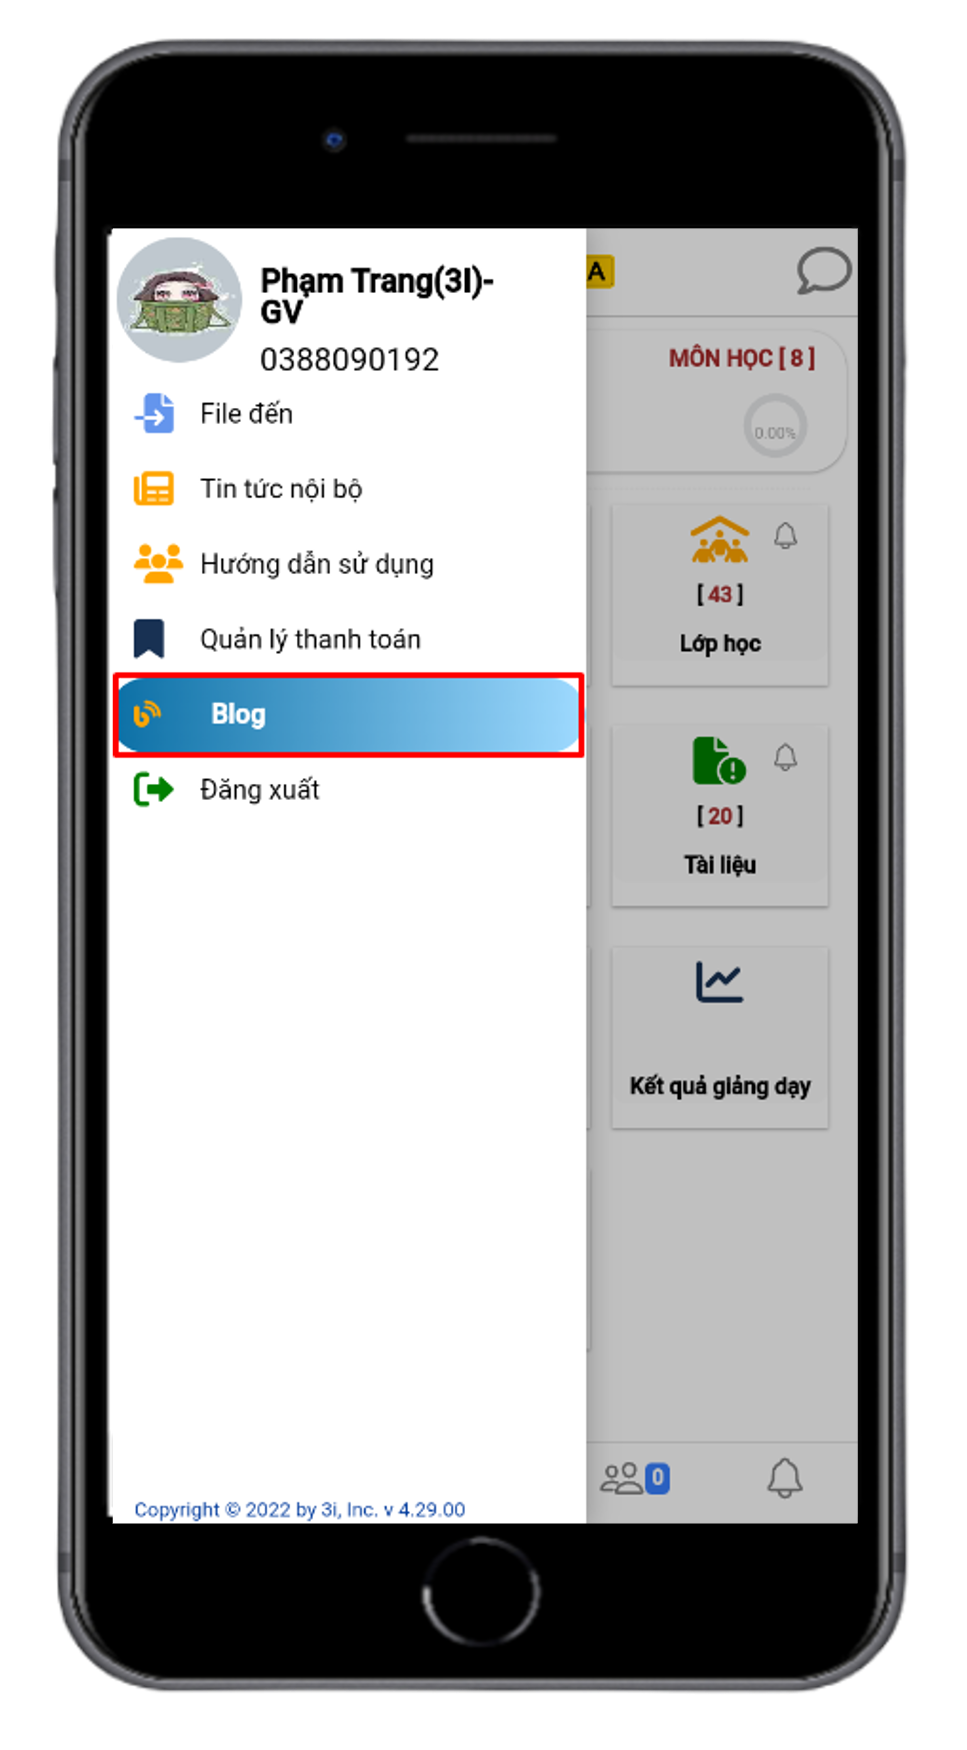 Phạm Trang(3I)-
GV
0388090192
File đến
Tin tức nội bộ
Hướng dẫn sử dụng
Quản lý thanh toán
Blog
Đăng xuất
Copyright © 2022 by 3i, Inc. v 4.29.00
A
MÔN HỌC [ 8 ]
0.00%
[ 43 ]
Lớp học
[ 20 ]
Tài liệu
Kết quả giảng dạy
0